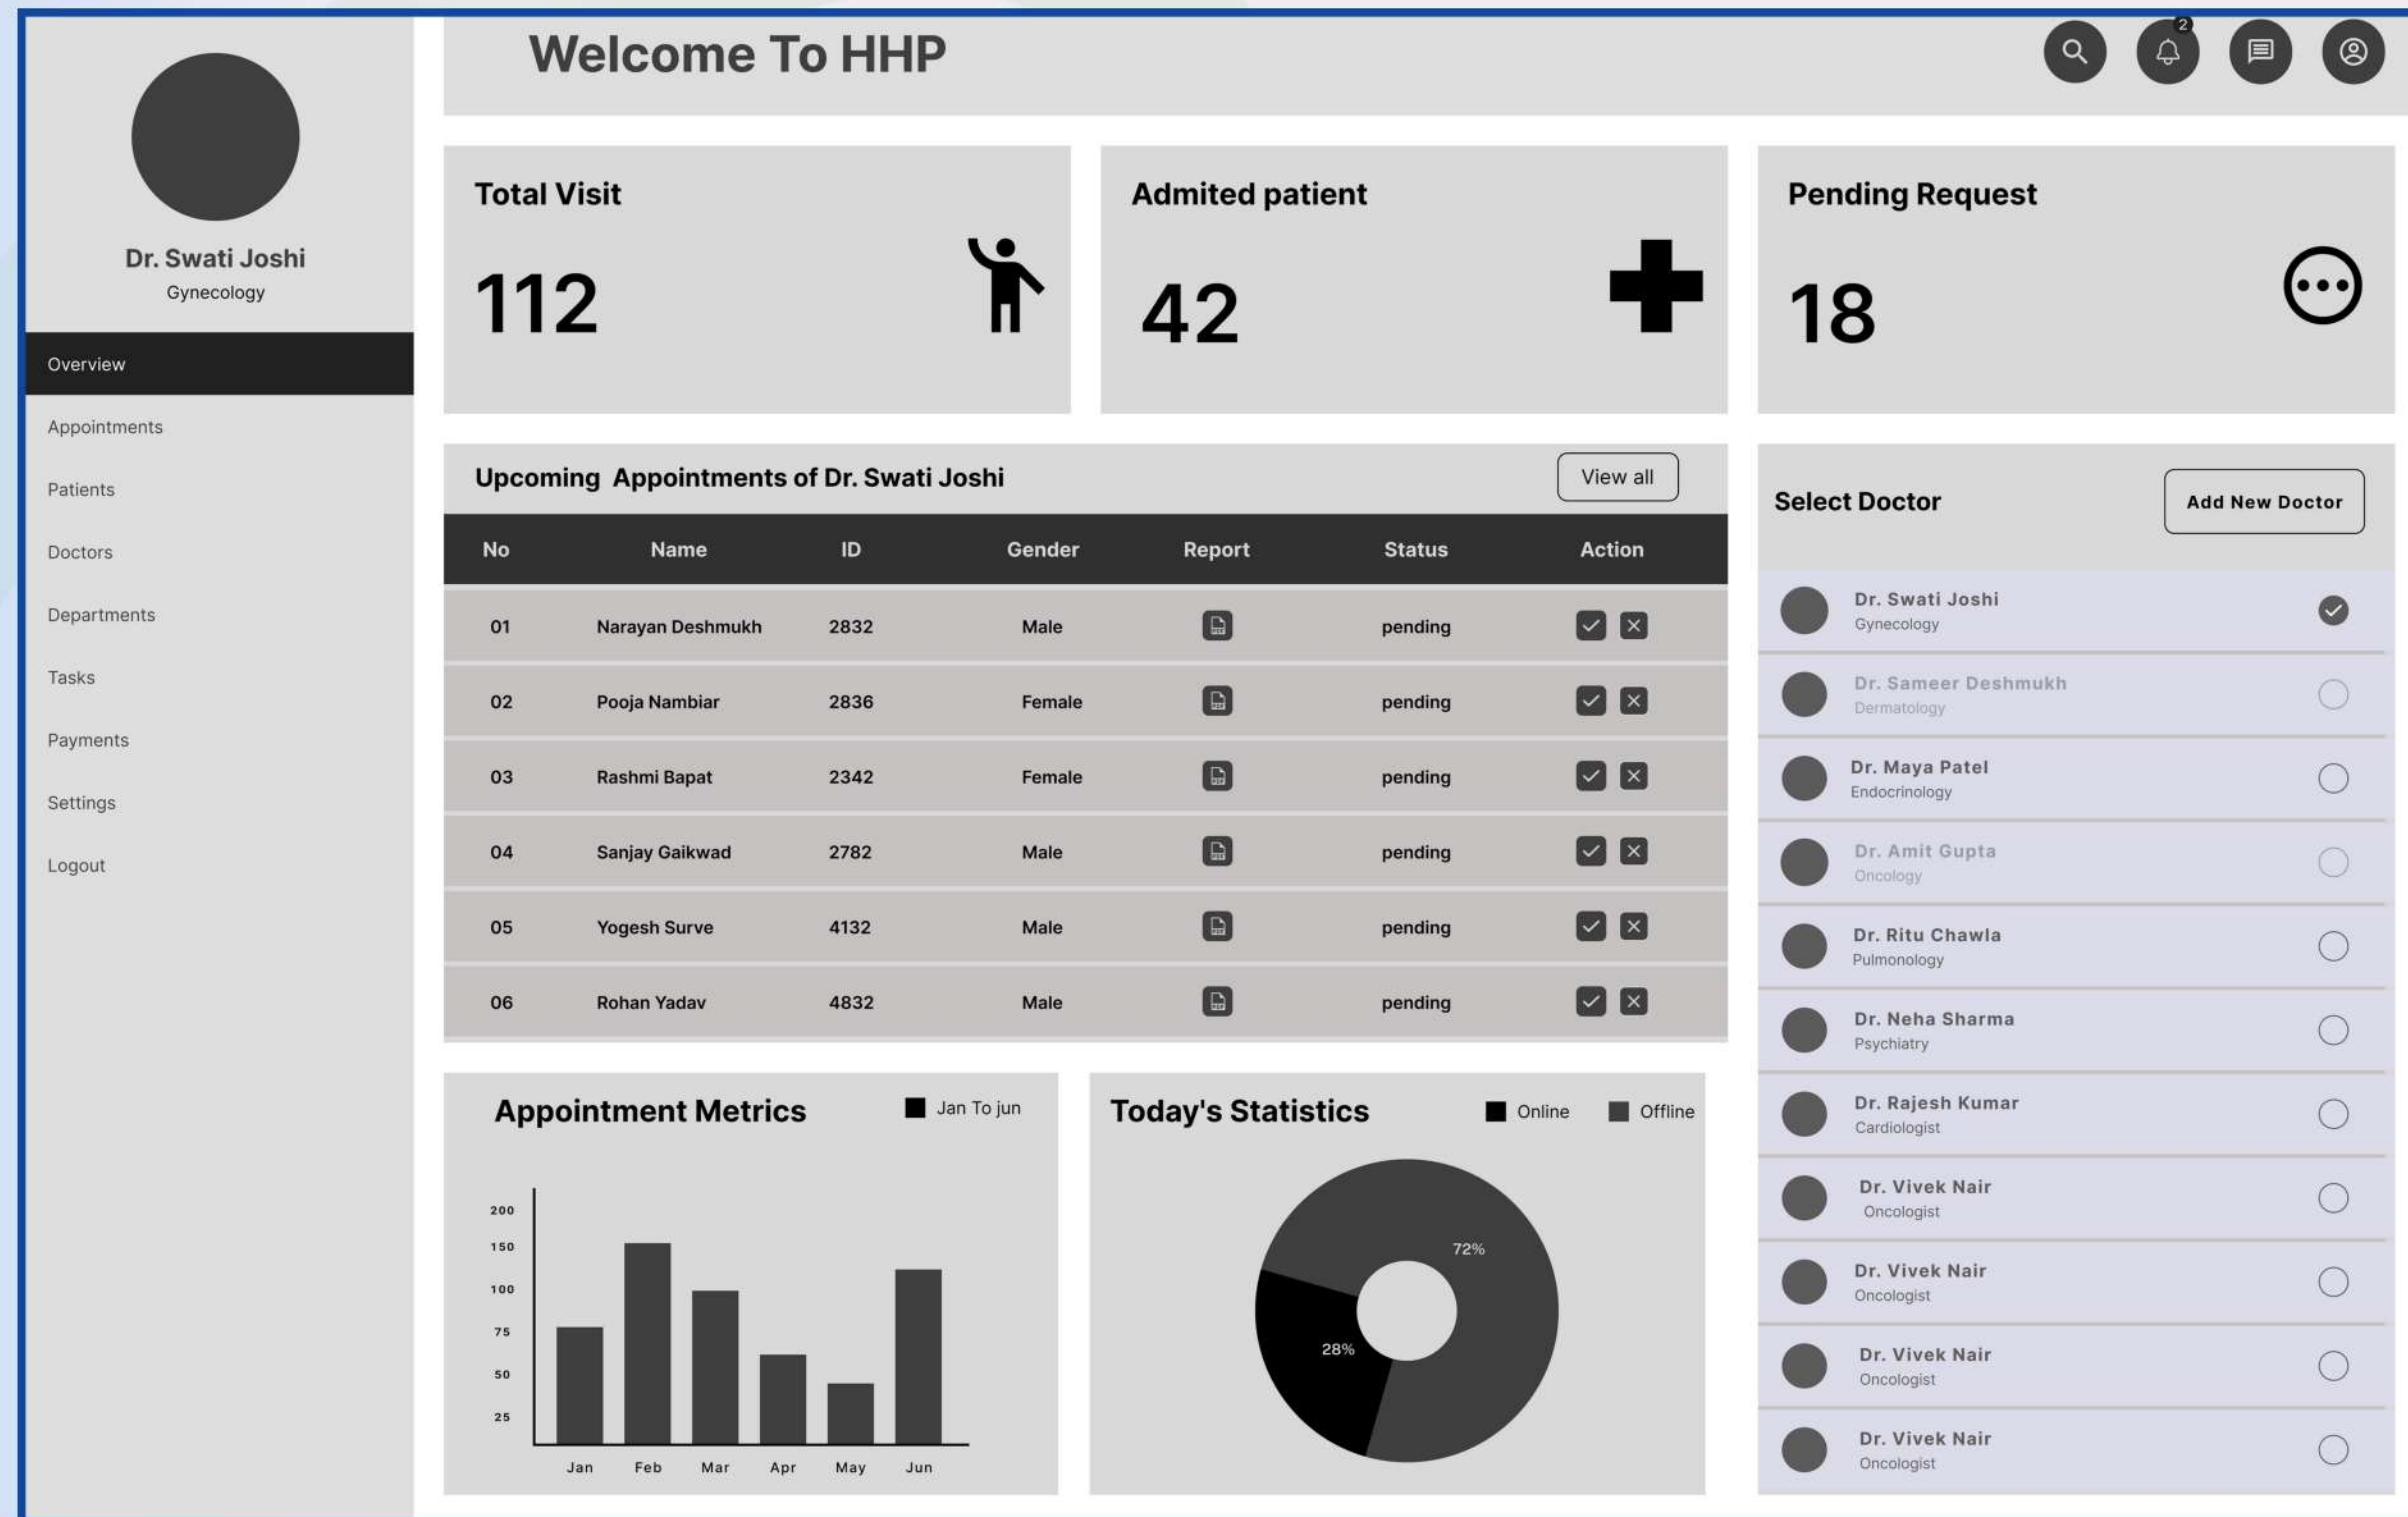 Welcome To HHP
2
Dr. Swati Joshi
Gynecology
Overview
Appointments
Patients
Doctors
Departments
Tasks
Payments
Settings
Logout
Total Visit
112
Admited patient
42
Pending Request
18
Upcoming Appointments of Dr. Swati Joshi
View all
No Name ID Gender Report Status Action
01 Narayan Deshmukh 2832 Male PDF pending
02 Pooja Nambiar 2836 Female PDF pending
03 Rashmi Bapat 2342 Female PDF pending
04 Sanjay Gaikwad 2782 Male PDF pending
05 Yogesh Surve 4132 Male PDF pending
06 Rohan Yadav 4832 Male PDF pending
Select Doctor
Add New Doctor
Dr. Swati Joshi
Gynecology
Dr. Sameer Deshmukh
Dermatology
Dr. Maya Patel
Endocrinology
Dr. Amit Gupta
Oncology
Dr. Ritu Chawla
Pulmonology
Dr. Neha Sharma
Psychiatry
Dr. Rajesh Kumar
Cardiologist
Dr. Vivek Nair
Oncologist
Dr. Vivek Nair
Oncologist
Dr. Vivek Nair
Oncologist
Dr. Vivek Nair
Oncologist
Appointment Metrics
Jan To jun
200
150
100
75
50
25
Jan Feb Mar Apr May Jun
Today's Statistics
Online Offline
72%
28%